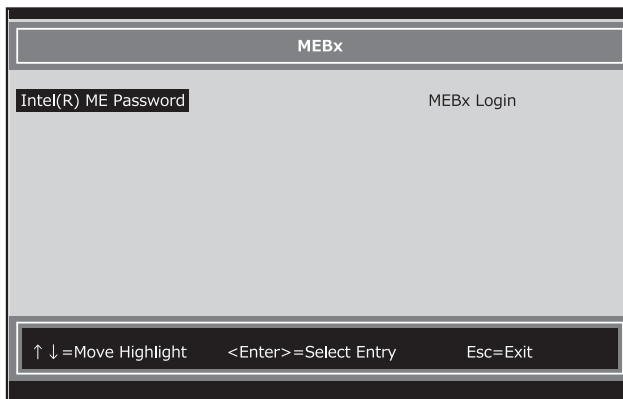 MEBx
Intel(R) ME Password MEBx Login
↑↓=Move Highlight <Enter>=Select Entry Esc=Exit